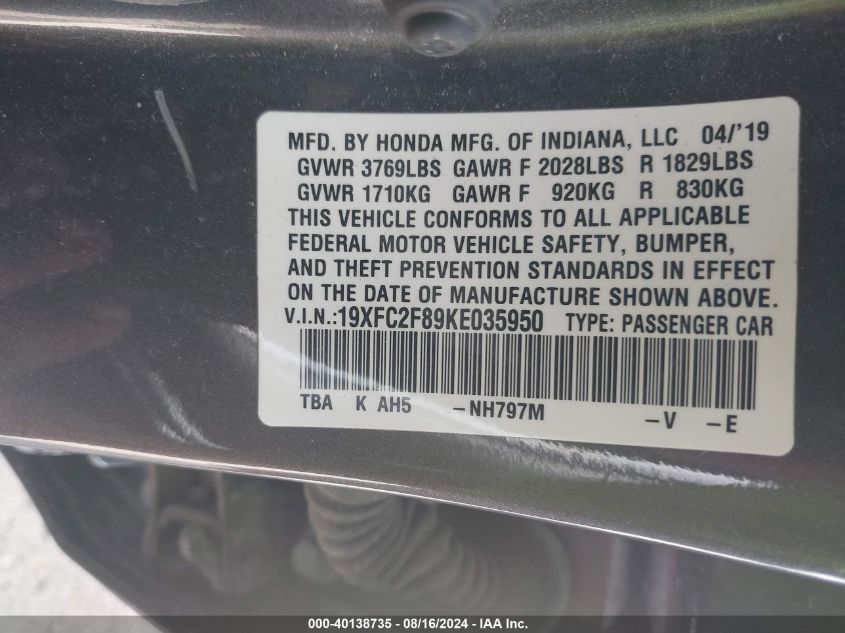 MFD. BY HONDA MFG. OF INDIANA, LLC 04/'19
GVWR 3769LBS GAWR F 2028LBS R 1829LBS
GVWR 1710KG GAWR F 920KG R 830KG
THIS VEHICLE CONFORMS TO ALL APPLICABLE
FEDERAL MOTOR VEHICLE SAFETY, BUMPER,
AND THEFT PREVENTION STANDARDS IN EFFECT
ON THE DATE OF MANUFACTURE SHOWN ABOVE.
V.I.N.:19XFC2F89KE035950 TYPE: PASSENGER CAR
TBA K AH5 -NH797M -V -E
000-40138735 - 08/16/2024 - IAA Inc.